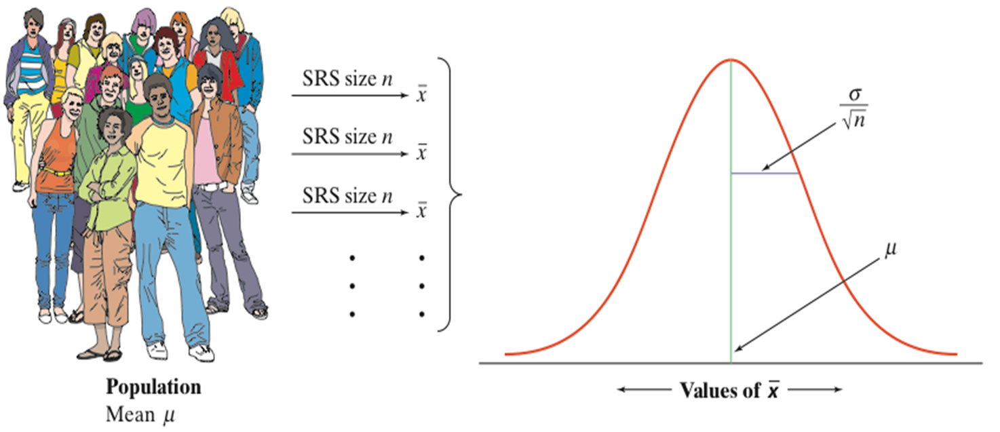 SRS size n
x̄
SRS size n
x̄
SRS size n
x̄
σ
√n
μ
Population
Mean μ
Values of x̄